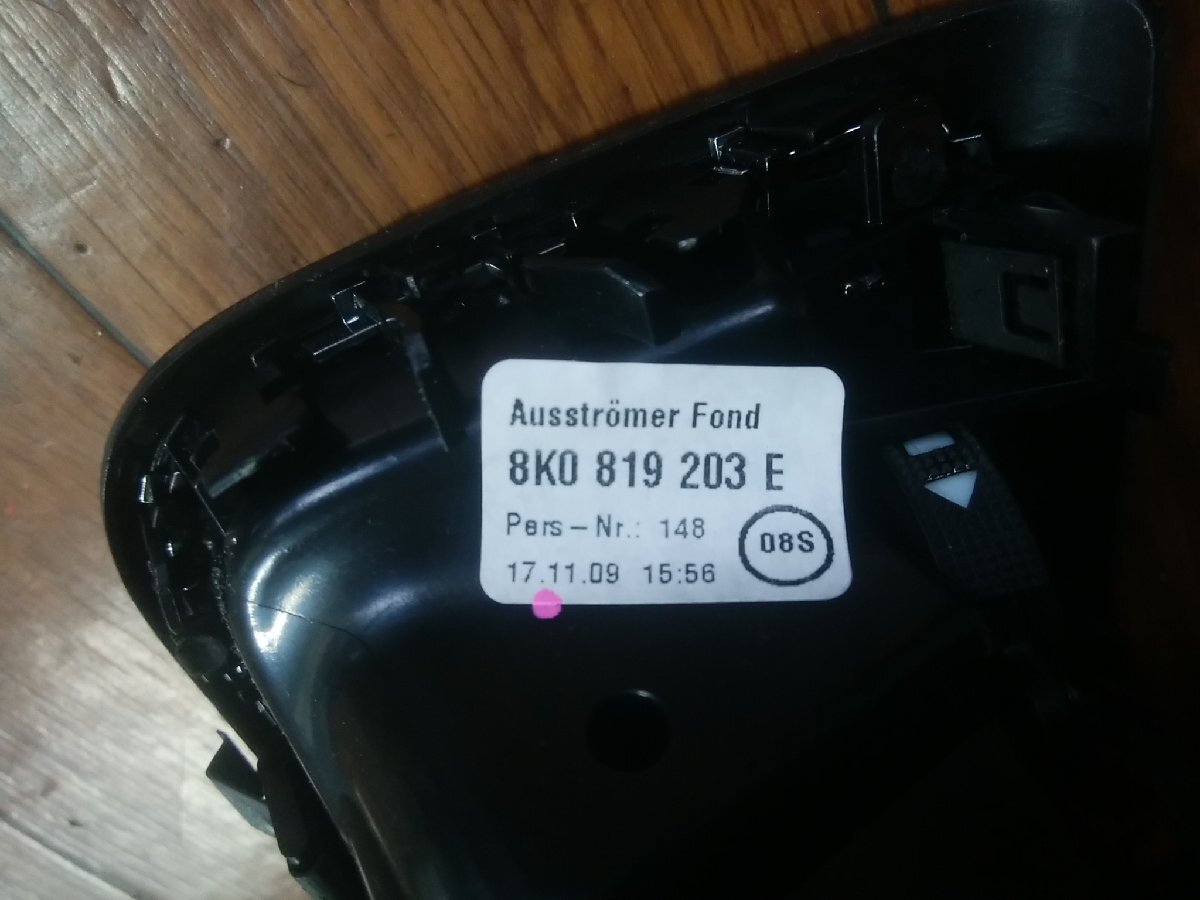 Ausströmer Fond
8K0 819 203 E
Pers-Nr.: 148
08S
17.11.09 15:56